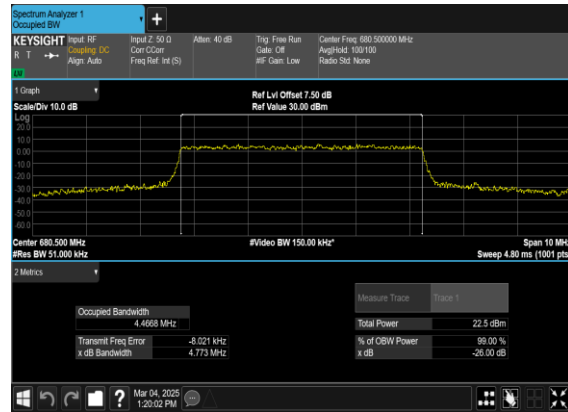 Spectrum Analyzer 1
Occupied BW
+
KEYSIGHT Input: RF Input Z: 50 Ω Atten: 40 dB Trig: Free Run Center Freq: 680.500000 MHz
R T Coupling: DC Corr CCorr Gate: Off Avg|Hold: 100/100
Align: Auto Freq Ref: Int (S) #IF Gain: Low Radio Std: None
1 Graph
Ref Lvl Offset 7.50 dB
Scale/Div 10.0 dB Ref Value 30.00 dBm
Log
20.0
10.0
0.00
-10.0
-20.0
-30.0
-40.0
-50.0
-60.0
Center 680.500 MHz #Video BW 150.00 kHz* Span 10 MHz
#Res BW 51.000 kHz Sweep 4.80 ms (1001 pts
2 Metrics
Measure Trace Trace 1
Occupied Bandwidth
4.4668 MHz
Total Power 22.5 dBm
Transmit Freq Error -8.021 kHz % of OBW Power 99.00 %
x dB Bandwidth 4.773 MHz x dB -26.00 dB
?
Mar 04, 2025
1:20:02 PM